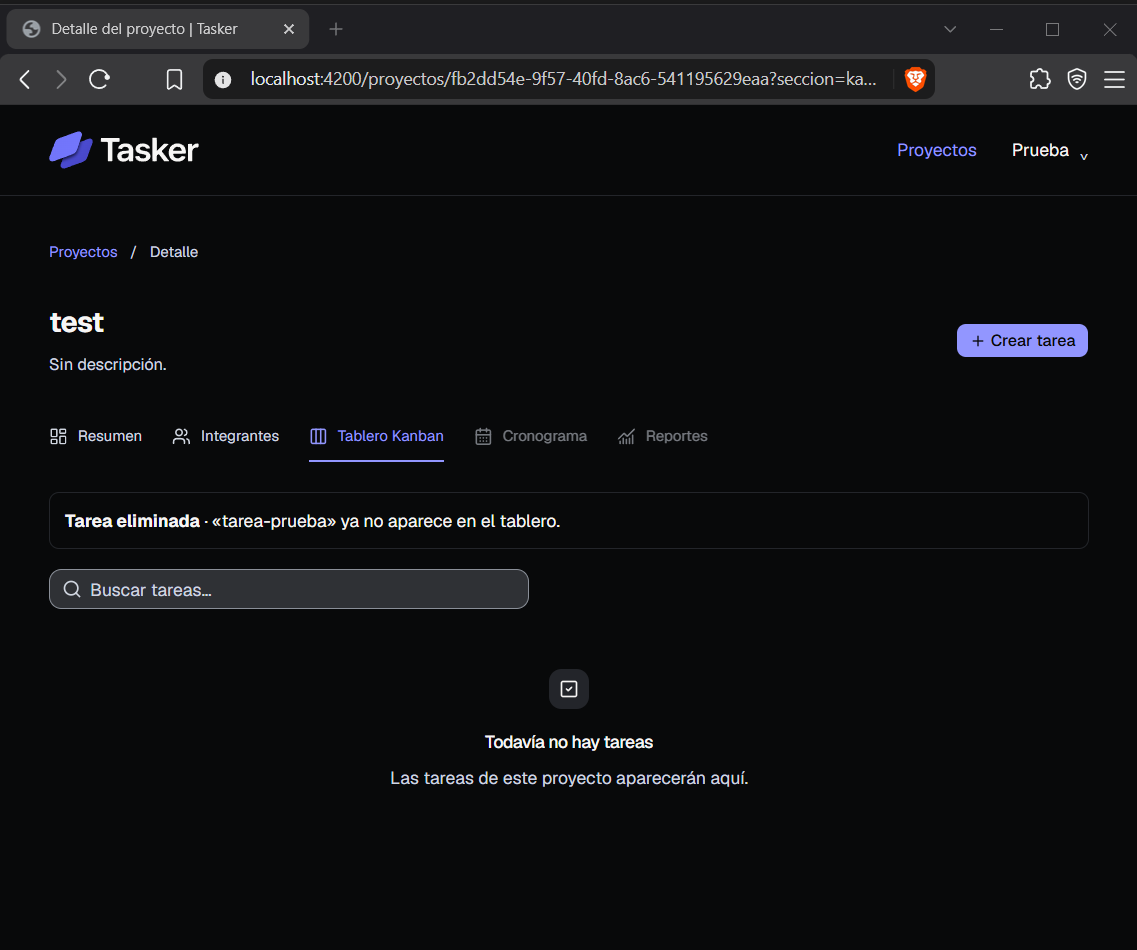 Detalle del proyecto | Tasker
localhost:4200/proyectos/fb2dd54e-9f57-40fd-8ac6-541195629eaa?seccion=ka...
Tasker
Proyectos
Prueba
Proyectos / Detalle
test
Sin descripción.
+ Crear tarea
Resumen
Integrantes
Tablero Kanban
Cronograma
Reportes
Tarea eliminada · «tarea-prueba» ya no aparece en el tablero.
Buscar tareas...
Todavía no hay tareas
Las tareas de este proyecto aparecerán aquí.